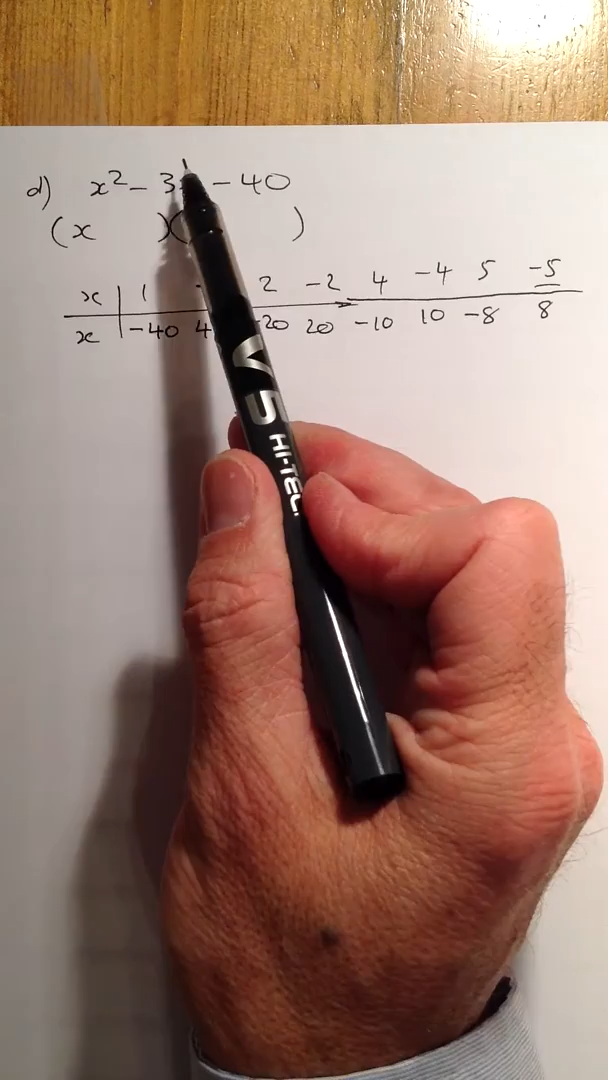 d) x² - 3 - 40
(x )( )
x | 1 2 -2 4 -4 5 -5
x | -40 4 -20 20 -10 10 -8 8
V5 HI-TEC